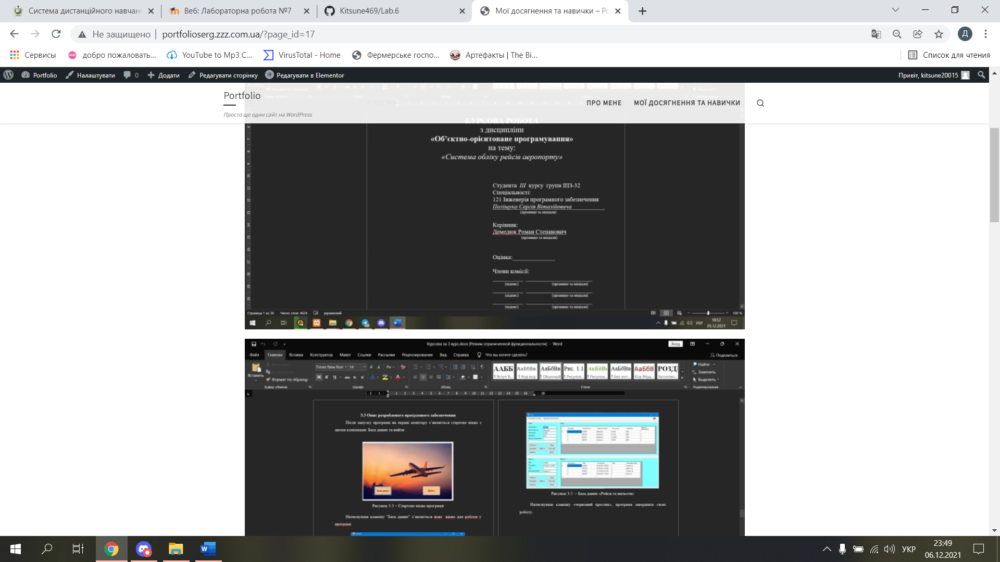 Система дистанційного навчан
Веб: Лабораторна робота №7
Kitsune469/Lab.6
Мої досягнення та навички – Po
Не защищено
portfolioserg.zzz.com.ua/?page_id=17
Сервисы
добро пожаловать...
YouTube to Mp3 C...
VirusTotal - Home
Фермерське госпо...
Артефакты | The Bi...
Список для чтения
Portfolio
Налаштувати
0
Додати
Редагувати сторінку
Редагувати в Elementor
Привіт, kitsune20015
Portfolio
Просто ще один сайт на WordPress
ПРО МЕНЕ
МОЇ ДОСЯГНЕННЯ ТА НАВИЧКИ
КУРСОВА РОБОТА
з дисципліни
«Об’єктно-орієнтоване програмування»
на тему:
«Система обліку рейсів аеропорту»
Студента III курсу групи ІПЗ-32
Спеціальності:
121 Інженерія програмного забезпечення
Поліщука Сергія Віталійовича
(прізвище та ініціали)
Керівник:
Демедюк Роман Степанович
(прізвище та ініціали)
Оцінка:
Члени комісії:
(підпис) (прізвище та ініціали)
(підпис) (прізвище та ініціали)
(підпис) (прізвище та ініціали)
Страница 1 из 36 Число слов: 4624 украинский 100 %
УКР 18:52
05.12.2021
Курсова за 3 курс.docx [Режим ограниченной функциональности] - Word
Вход
Файл Главная Вставка Конструктор Макет Ссылки Рассылки Рецензирование Вид Справка Что вы хотите сделать? Поделиться
Вставить
Формат по образцу
Буфер обмена
Times New Ron 14
Шрифт
Абзац
ААББ АаБбВв. АаБбВв Рис. 1.1 АаБбВв АаБбВв АаБбВ РОЗД
¶ Вступ В... ¶ Код код ¶ Обычный ¶ Рисунок... ¶ Рисунок... ¶ Без инт... Код Вбуд... Заголово...
Стили
Найти
Заменить
Выделить
Редактирование
3.3 Опис розробленого програмного забезпечення
Після запуску програми на екрані монітору з’являється стартове вікно з
двома клавішами: База даних та вийти.
База даних
Вийти
Рисунок 3.3 – Стартове вікно програми
Натиснувши клавішу "База даних" з’являється нове вікно для роботи у
програмі.
Рисунок 3.5 – База даних «Рейси та вильоти»
Натиснувши клавішу «червоний хрестик», програма завершить свою
роботу.
УКР
23:49
06.12.2021